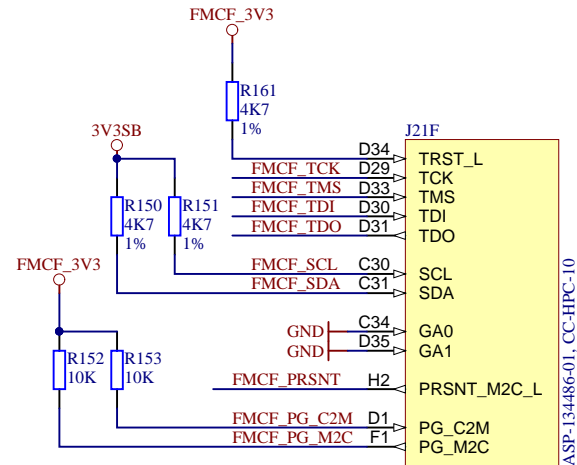 FMCF_3V3
R161
4K7
1%
3V3SB
J21F
D34
TRST_L
FMCF_TCK
D29
TCK
FMCF_TMS
D33
TMS
R150
4K7
1%
R151
4K7
1%
FMCF_TDI
D30
TDI
FMCF_TDO
D31
TDO
FMCF_3V3
FMCF_SCL
C30
SCL
FMCF_SDA
C31
SDA
GND
C34
GA0
GND
D35
GA1
R152
10K
R153
10K
FMCF_PRSNT
H2
PRSNT_M2C_L
FMCF_PG_C2M
D1
PG_C2M
FMCF_PG_M2C
F1
PG_M2C
ASP-134486-01, CC-HPC-10